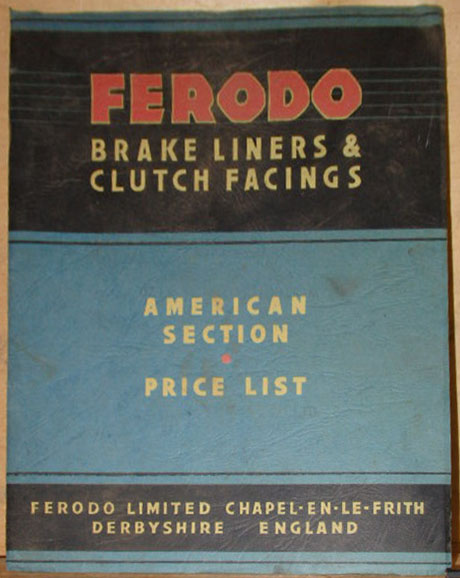 FERODO
BRAKE LINERS &
CLUTCH FACINGS
AMERICAN
SECTION
PRICE LIST
FERODO LIMITED CHAPEL-EN-LE-FRITH
DERBYSHIRE ENGLAND